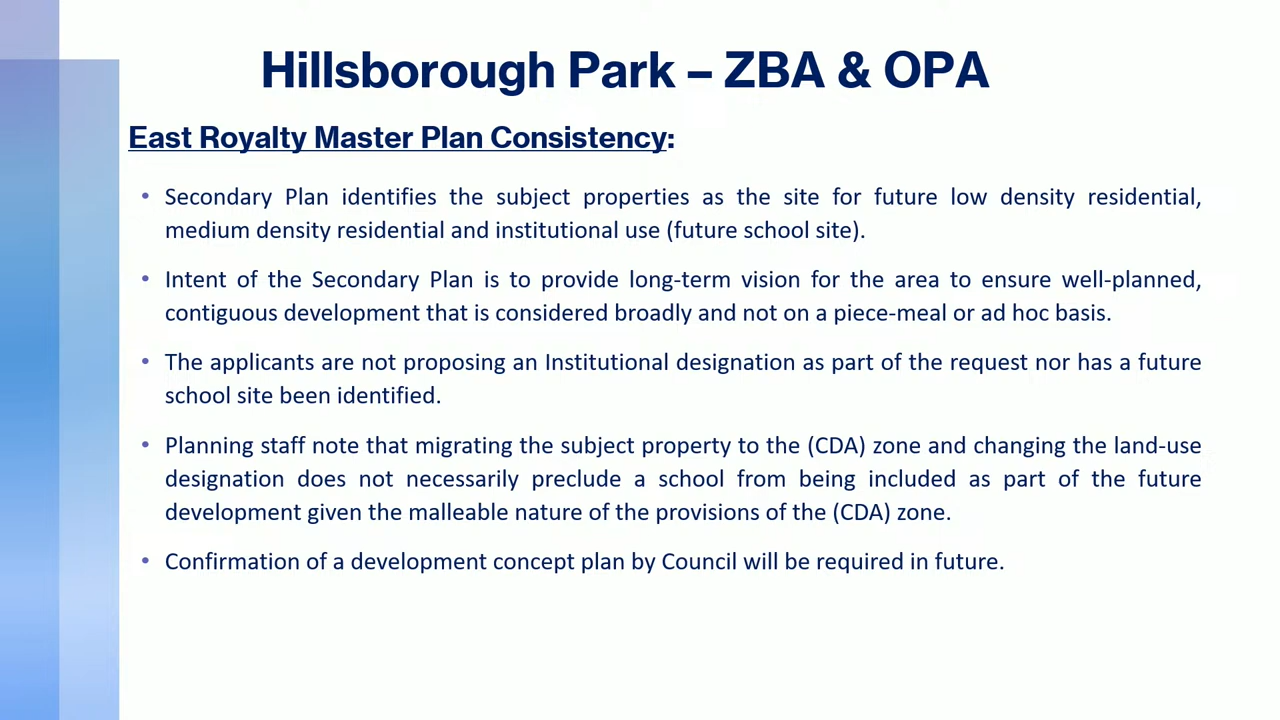 Hillsborough Park – ZBA & OPA
East Royalty Master Plan Consistency:
• Secondary Plan identifies the subject properties as the site for future low density residential,
medium density residential and institutional use (future school site).
• Intent of the Secondary Plan is to provide long-term vision for the area to ensure well-planned,
contiguous development that is considered broadly and not on a piece-meal or ad hoc basis.
• The applicants are not proposing an Institutional designation as part of the request nor has a future
school site been identified.
• Planning staff note that migrating the subject property to the (CDA) zone and changing the land-use
designation does not necessarily preclude a school from being included as part of the future
development given the malleable nature of the provisions of the (CDA) zone.
• Confirmation of a development concept plan by Council will be required in future.